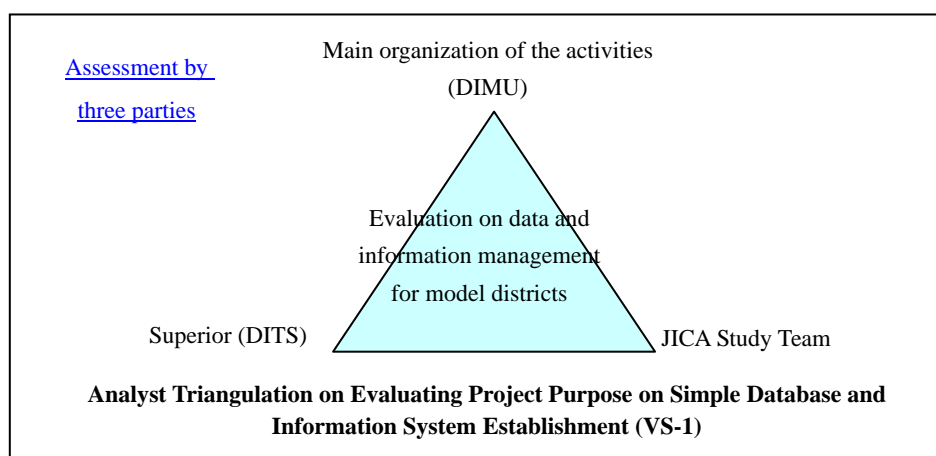 Assessment by
three parties
Main organization of the activities
(DIMU)
Evaluation on data and
information management
for model districts
Superior (DITS)
JICA Study Team
Analyst Triangulation on Evaluating Project Purpose on Simple Database and
Information System Establishment (VS-1)